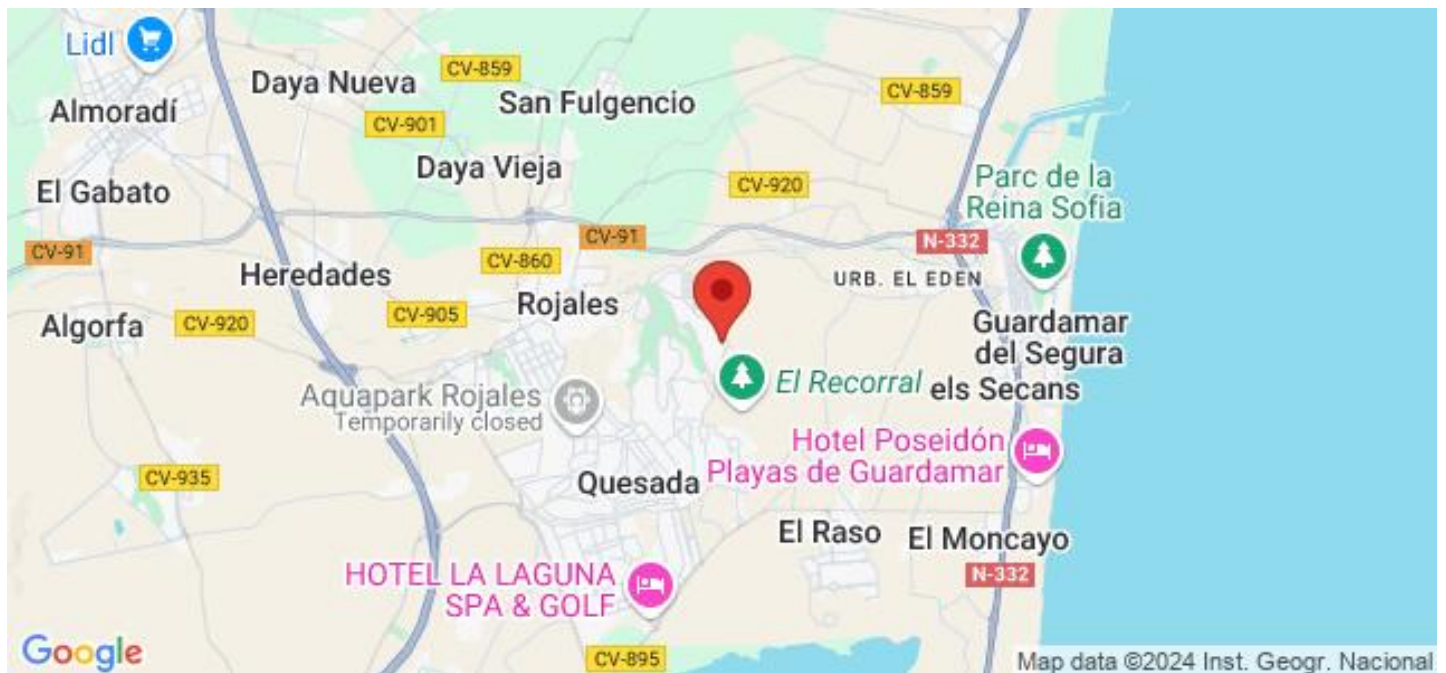 Lidl
Daya Nueva
CV-859
Almoradí
San Fulgencio
CV-859
CV-901
Daya Vieja
El Gabato
CV-920
Parc de la
Reina Sofia
CV-91
CV-91
N-332
CV-860
Heredades
URB. EL EDEN
Rojales
Algorfa
CV-920
CV-905
Guardamar
del Segura
El Recorral
els Secans
Aquapark Rojales
Temporarily closed
Hotel Poseidón
Playas de Guardamar
CV-935
Quesada
El Raso
El Moncayo
HOTEL LA LAGUNA
SPA & GOLF
N-332
Google
CV-895
Map data ©2024 Inst. Geogr. Nacional